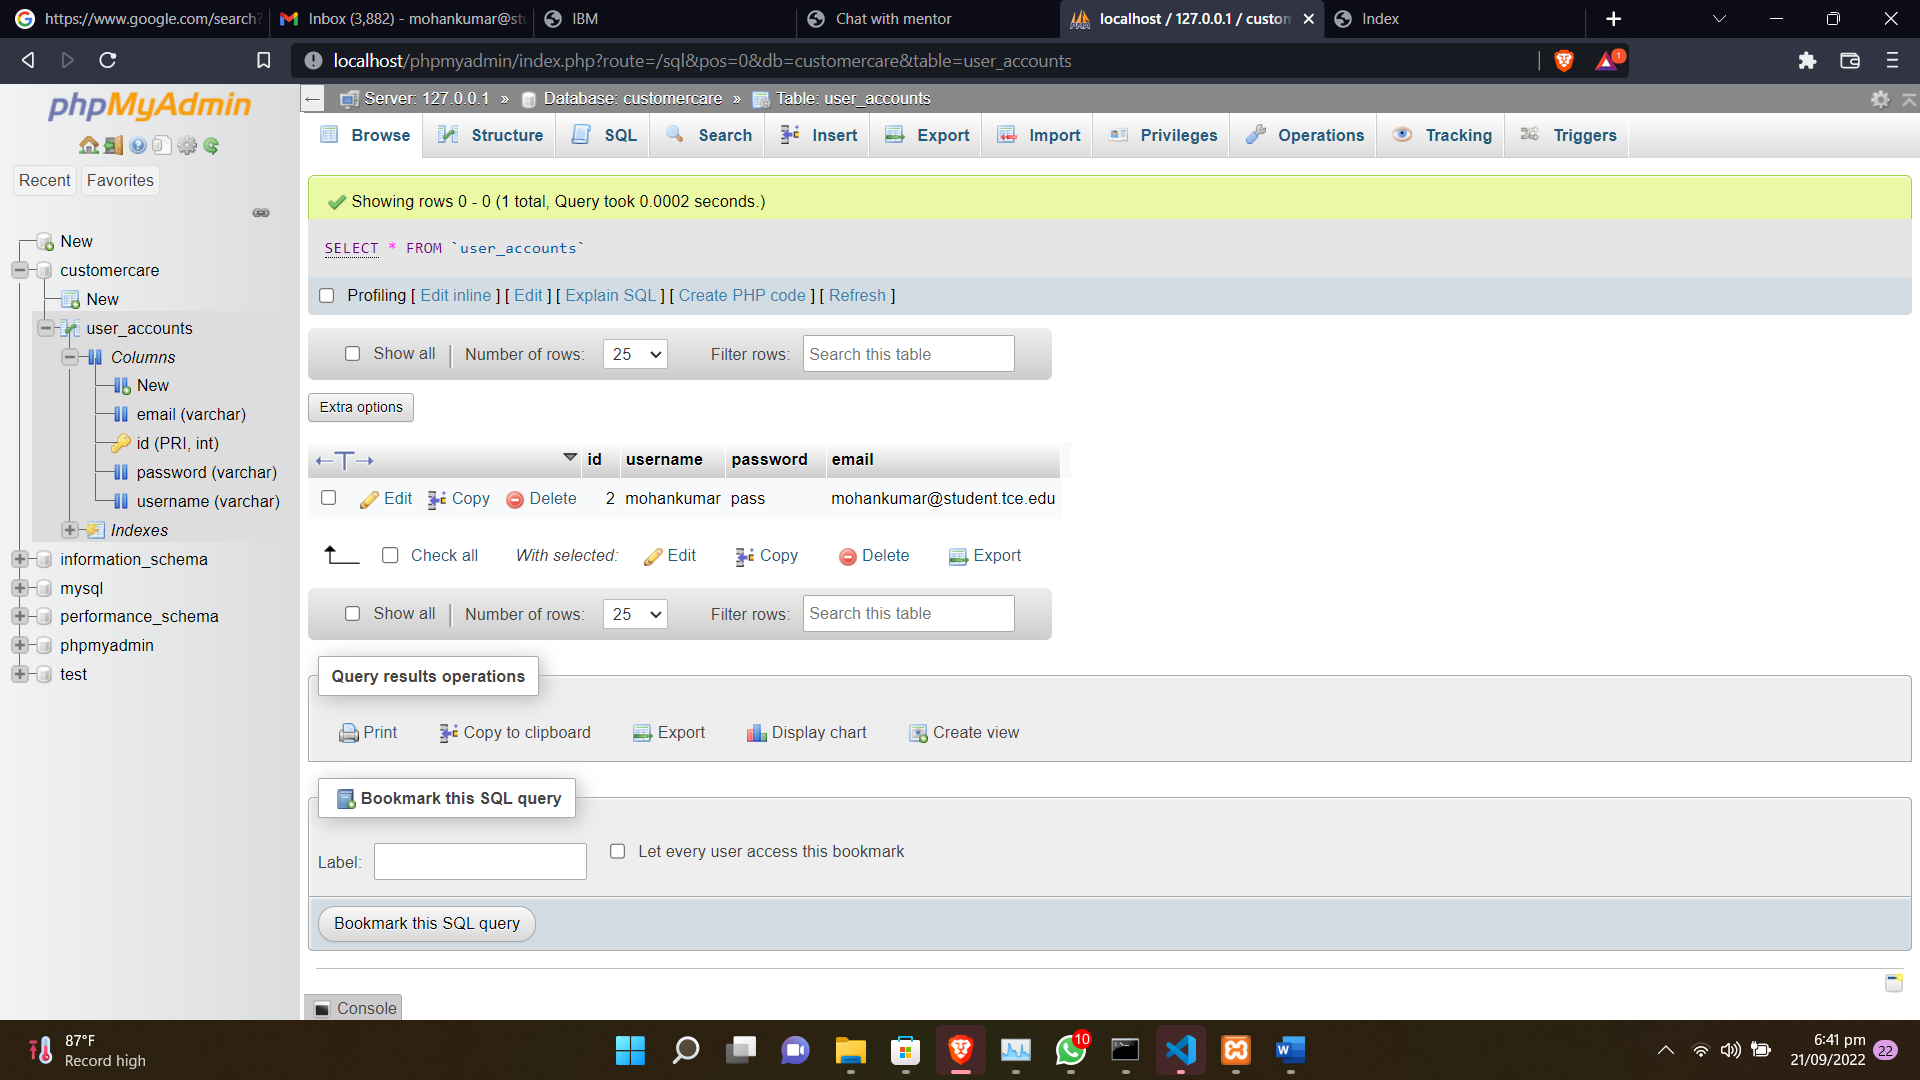 https://www.google.com/search?
Inbox (3,882) - mohankumar@stu
IBM
Chat with mentor
localhost / 127.0.0.1 / custom
Index
localhost/phpmyadmin/index.php?route=/sql&pos=0&db=customercare&table=user_accounts
1
phpMyAdmin
Recent
Favorites
New
customercare
New
user_accounts
Columns
New
email (varchar)
id (PRI, int)
password (varchar)
username (varchar)
Indexes
information_schema
mysql
performance_schema
phpmyadmin
test
Server: 127.0.0.1 » Database: customercare » Table: user_accounts
Browse
Structure
SQL
Search
Insert
Export
Import
Privileges
Operations
Tracking
Triggers
Showing rows 0 - 0 (1 total, Query took 0.0002 seconds.)
SELECT * FROM `user_accounts`
Profiling [ Edit inline ] [ Edit ] [ Explain SQL ] [ Create PHP code ] [ Refresh ]
Show all | Number of rows: 25 Filter rows: Search this table
Extra options
id username password email
Edit Copy Delete 2 mohankumar pass mohankumar@student.tce.edu
Check all With selected: Edit Copy Delete Export
Show all | Number of rows: 25 Filter rows: Search this table
Query results operations
Print Copy to clipboard Export Display chart Create view
Bookmark this SQL query
Label: Let every user access this bookmark
Bookmark this SQL query
Console
87°F
Record high
10
6:41 pm
21/09/2022
22